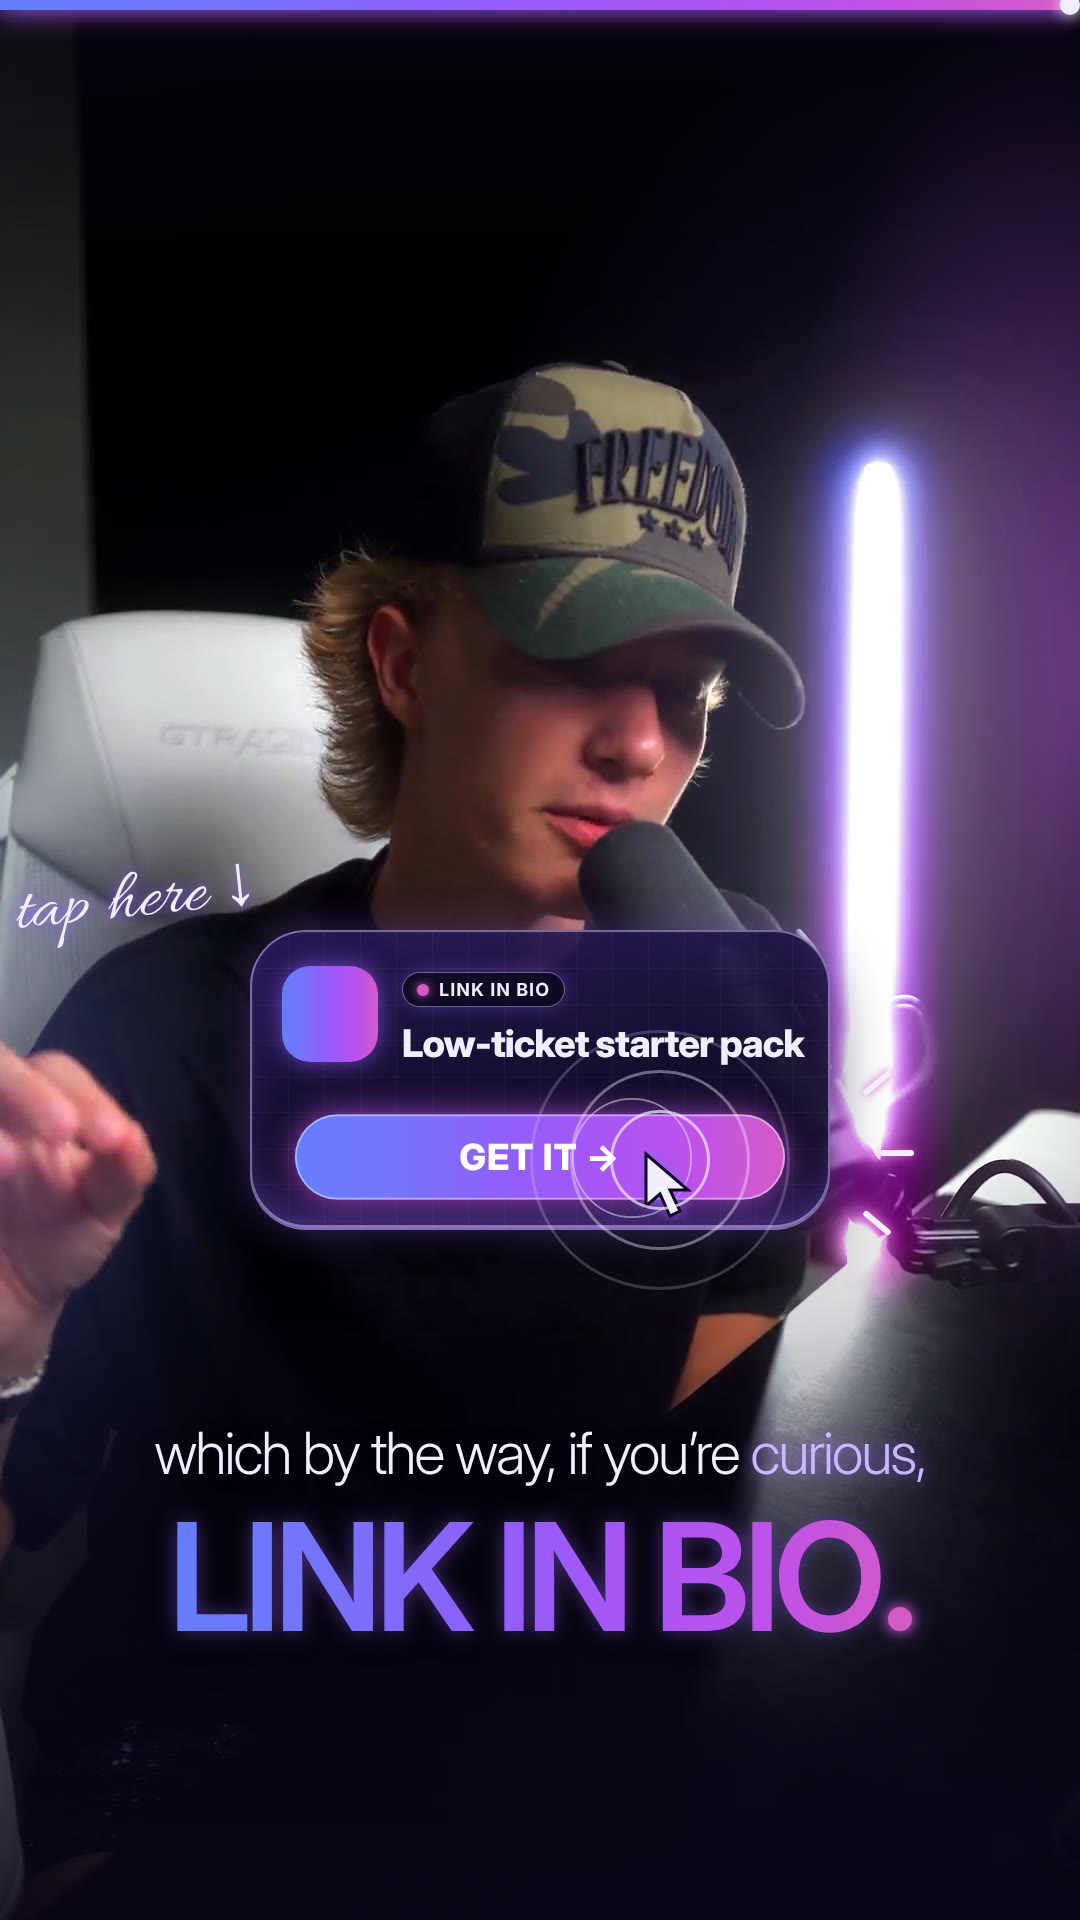 FREEDOM
GTRACING
tap here ↓
LINK IN BIO
Low-ticket starter pack
GET IT →
which by the way, if you're curious,
LINK IN BIO.